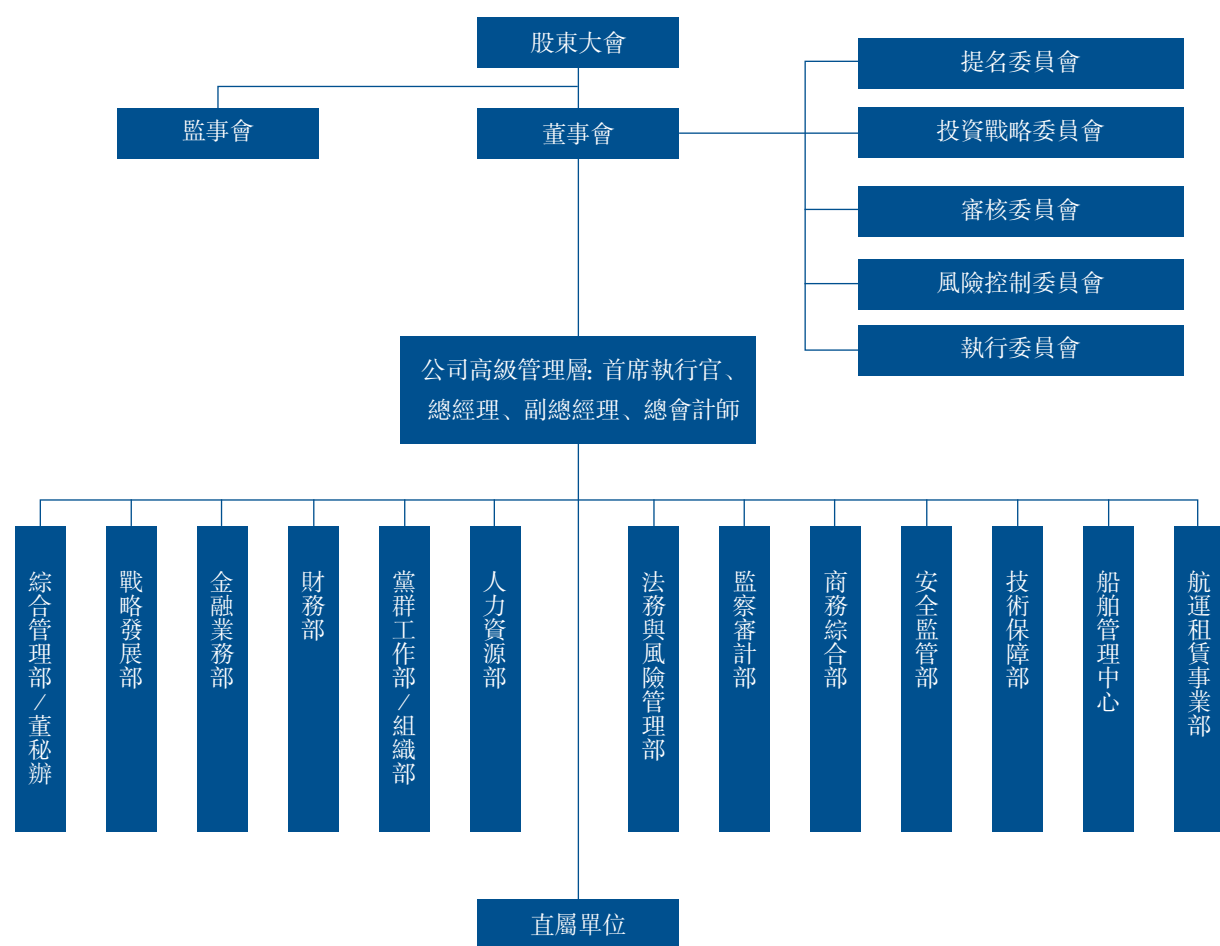 股東大會
提名委員會
監事會
董事會
投資戰略委員會
審核委員會
風險控制委員會
執行委員會
公司高級管理層: 首席執行官、
總經理、副總經理、總會計師
綜合管理部/董秘辦
戰略發展部
金融業務部
財務部
黨群工作部/組織部
人力資源部
法務與風險管理部
監察審計部
商務綜合部
安全監管部
技術保障部
船舶管理中心
航運租賃事業部
直屬單位